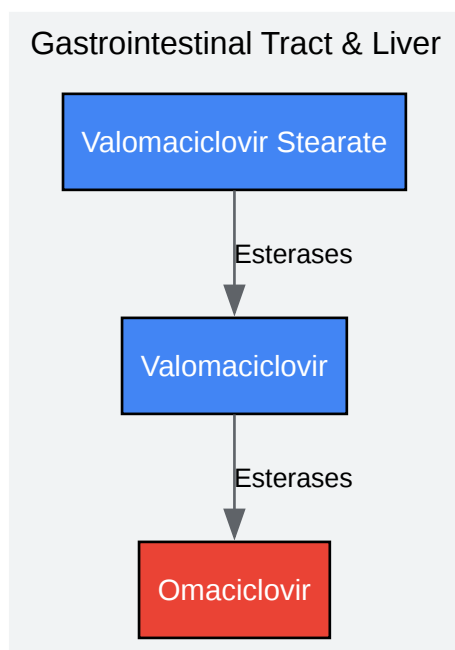 Gastrointestinal Tract & Liver
Valomaciclovir Stearate
Esterases
Valomaciclovir
Esterases
Omaciclovir